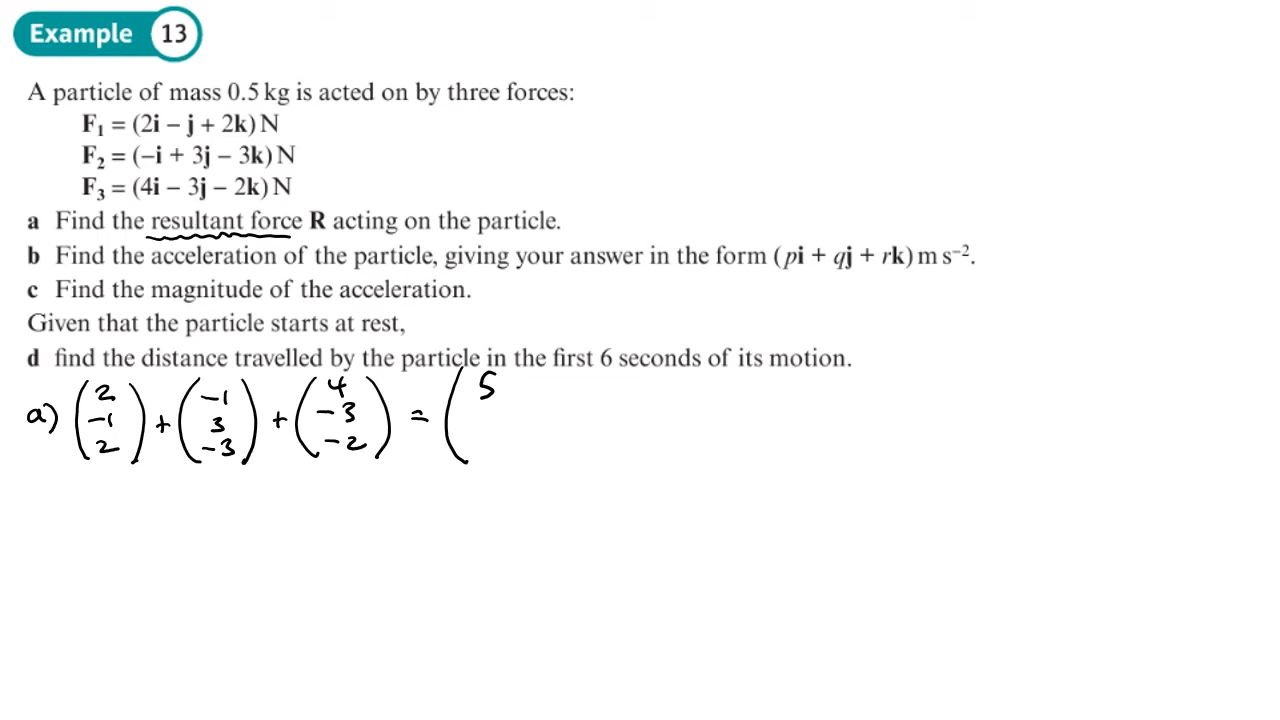 Example 13
A particle of mass 0.5 kg is acted on by three forces:
F₁ = (2i – j + 2k) N
F₂ = (–i + 3j – 3k) N
F₃ = (4i – 3j – 2k) N
a Find the resultant force R acting on the particle.
b Find the acceleration of the particle, giving your answer in the form (pi + qj + rk) m s⁻².
c Find the magnitude of the acceleration.
Given that the particle starts at rest,
d find the distance travelled by the particle in the first 6 seconds of its motion.
a) (2 -1 2) + (-1 3 -3) + (4 -3 -2) = (5